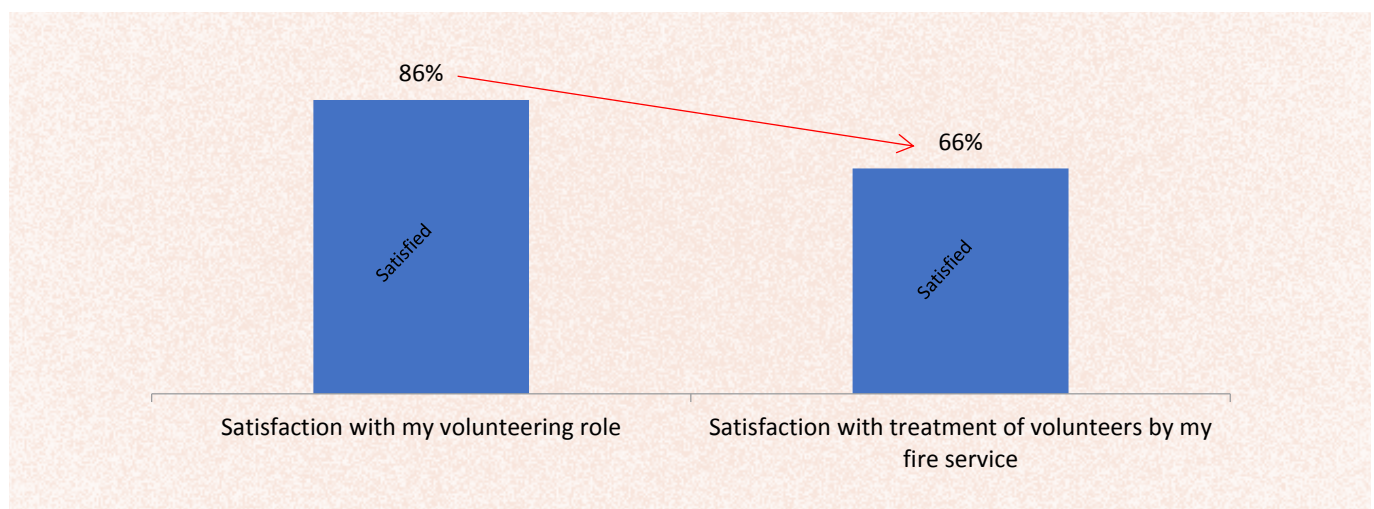 86%
66%
Satisfied
Satisfied
Satisfaction with my volunteering role
Satisfaction with treatment of volunteers by my
fire service